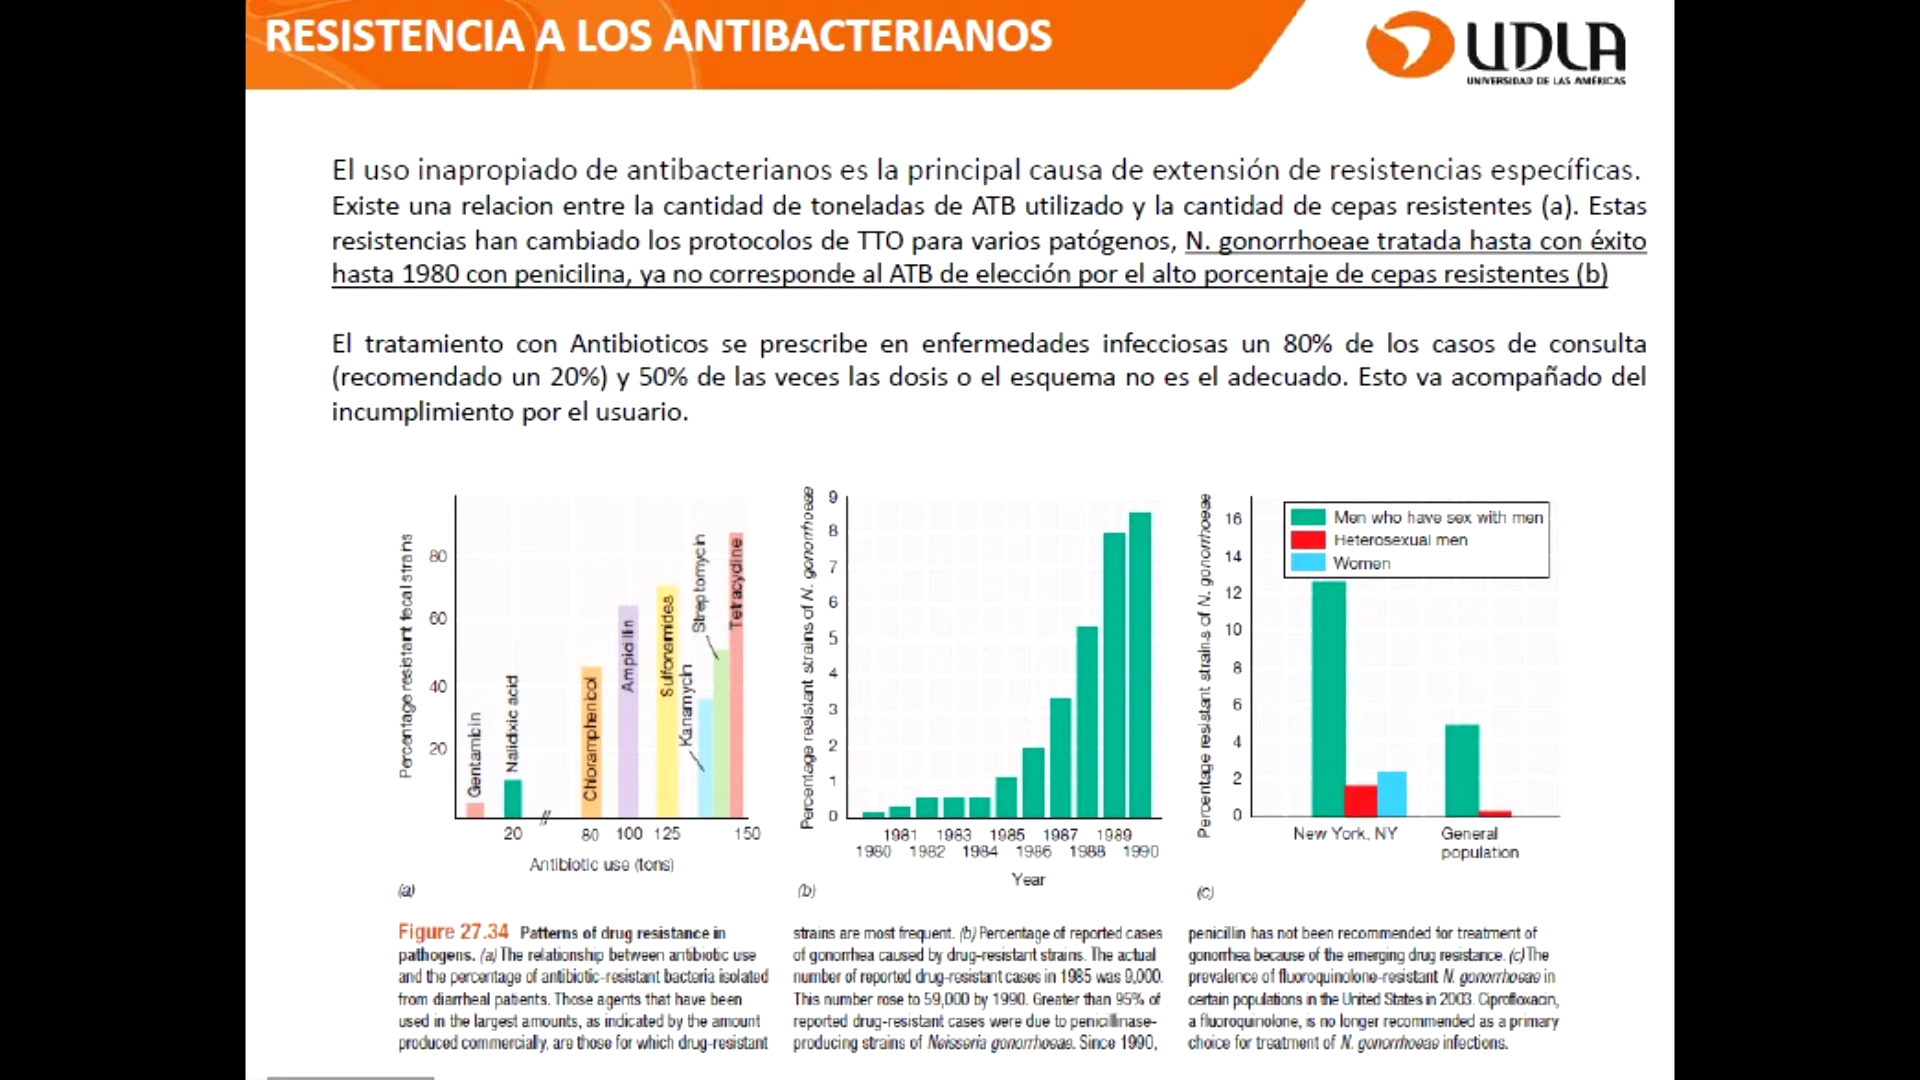 RESISTENCIA A LOS ANTIBACTERIANOS
UDLA
UNIVERSIDAD DE LAS AMÉRICAS
El uso inapropiado de antibacterianos es la principal causa de extensión de resistencias específicas.
Existe una relacion entre la cantidad de toneladas de ATB utilizado y la cantidad de cepas resistentes (a). Estas
resistencias han cambiado los protocolos de TTO para varios patógenos, N. gonorrhoeae tratada hasta con éxito
hasta 1980 con penicilina, ya no corresponde al ATB de elección por el alto porcentaje de cepas resistentes (b)
El tratamiento con Antibioticos se prescribe en enfermedades infecciosas un 80% de los casos de consulta
(recomendado un 20%) y 50% de las veces las dosis o el esquema no es el adecuado. Esto va acompañado del
incumplimiento por el usuario.
Percentage resistant fecal strains
80
60
40
20
Gentamicin
Nalidixic acid
Chloramphenicol
Ampicillin
Sulfonamides
Kanamycin
Streptomycin
Tetracycline
20 // 80 100 125 150
Antibiotic use (tons)
(a)
Percentage resistant strains of N. gonorrhoeae
9
8
7
6
5
4
3
2
1
0
1981 1983 1985 1987 1989
1980 1982 1984 1986 1988 1990
Year
(b)
Percentage resistant strains of N. gonorrhoeae
16
14
12
10
8
6
4
2
0
Men who have sex with men
Heterosexual men
Women
New York, NY
General
population
(c)
Figure 27.34 Patterns of drug resistance in
pathogens. (a) The relationship between antibiotic use
and the percentage of antibiotic-resistant bacteria isolated
from diarrheal patients. Those agents that have been
used in the largest amounts, as indicated by the amount
produced commercially, are those for which drug-resistant
strains are most frequent. (b) Percentage of reported cases
of gonorrhea caused by drug-resistant strains. The actual
number of reported drug-resistant cases in 1985 was 9,000.
This number rose to 59,000 by 1990. Greater than 95% of
reported drug-resistant cases were due to penicillinase-
producing strains of Neisseria gonorrhoeae. Since 1990,
penicillin has not been recommended for treatment of
gonorrhea because of the emerging drug resistance. (c) The
prevalence of fluoroquinolone-resistant N. gonorrhoeae in
certain populations in the United States in 2003. Ciprofloxacin,
a fluoroquinolone, is no longer recommended as a primary
choice for treatment of N. gonorrhoeae infections.